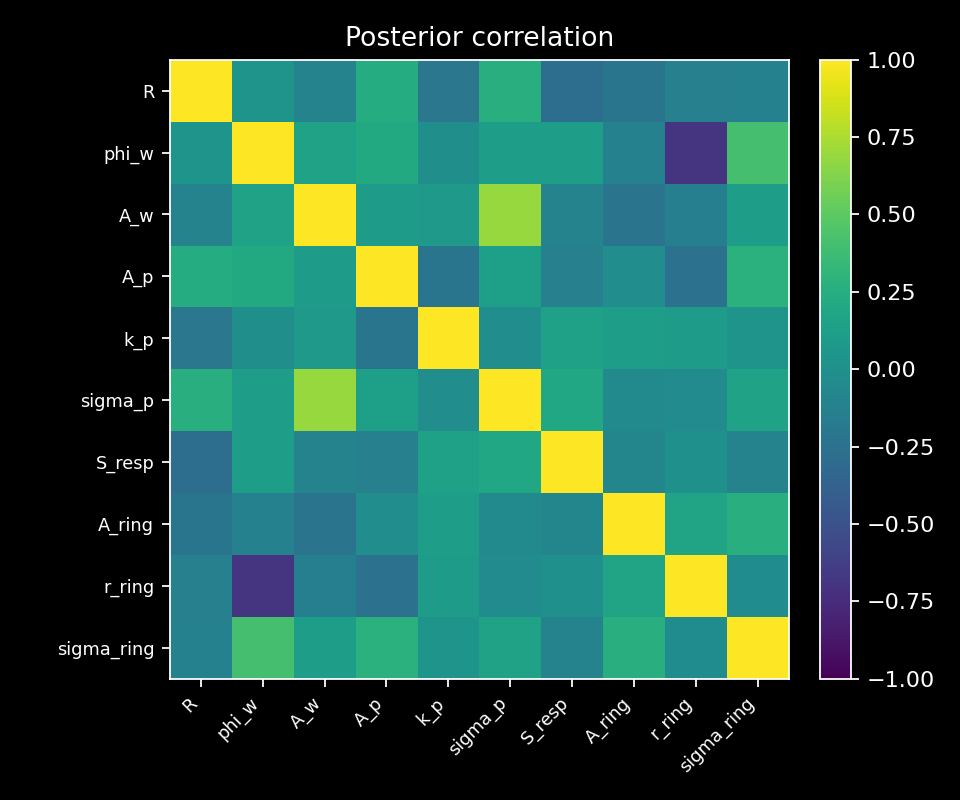 Posterior correlation
R
phi_w
A_w
A_p
k_p
sigma_p
S_resp
A_ring
r_ring
sigma_ring
R
phi_w
A_w
A_p
k_p
sigma_p
S_resp
A_ring
r_ring
sigma_ring
1.00
0.75
0.50
0.25
0.00
−0.25
−0.50
−0.75
−1.00